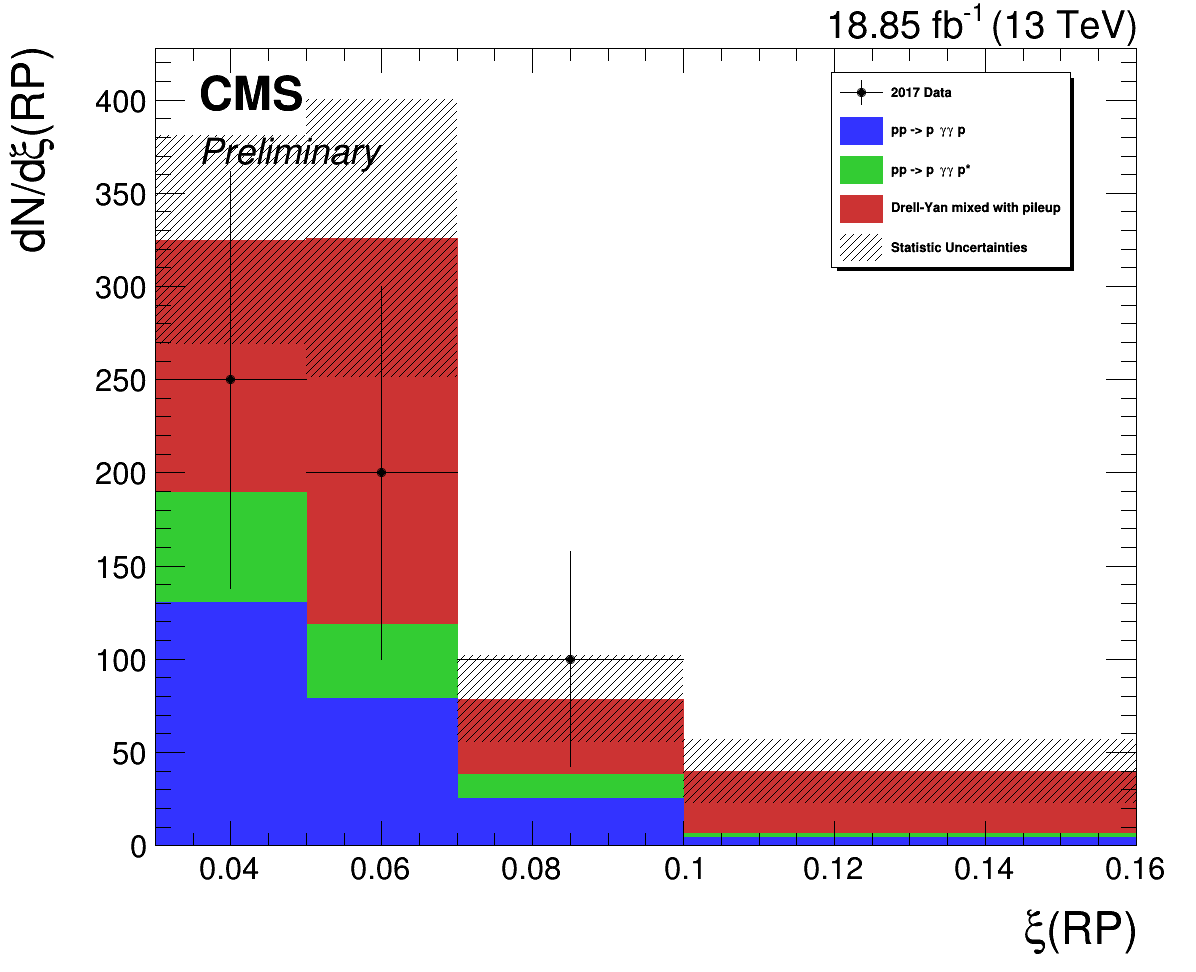 18.85 fb⁻¹ (13 TeV)
dN/dξ(RP)
CMS
Preliminary
2017 Data
pp -> p γγ p
pp -> p γγ p*
Drell-Yan mixed with pileup
Statistic Uncertainties
400
350
300
250
200
150
100
50
0
0.04 0.06 0.08 0.1 0.12 0.14 0.16
ξ(RP)